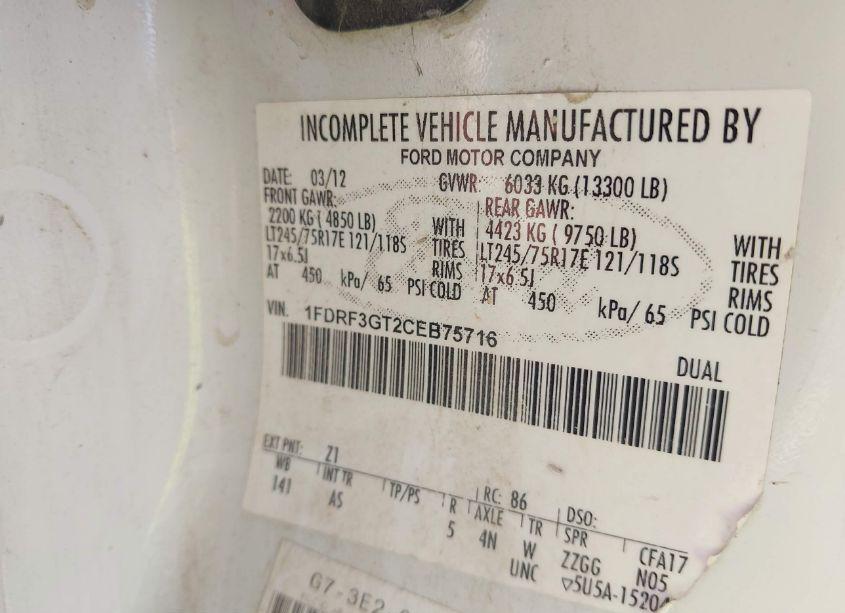 INCOMPLETE VEHICLE MANUFACTURED BY
FORD MOTOR COMPANY
DATE: 03/12 GVWR: 6033 KG (13300 LB)
FRONT GAWR: REAR GAWR:
2200 KG ( 4850 LB) WITH 4423 KG ( 9750 LB) WITH
LT245/75R17E 121/118S TIRES LT245/75R17E 121/118S TIRES
17x6.5J RIMS 17x6.5J RIMS
AT 450 kPa/ 65 PSI COLD AT 450 kPa/ 65 PSI COLD
VIN. 1FDRF3GT2CEB75716
DUAL
EXT PNT: Z1 RC: 86 DSO:
WB INT TR TP/PS R AXLE TR SPR
141 AS 5 4N W ZZGG
CFA17
N05
UNC ▽5U5A-1520
G7-3E2